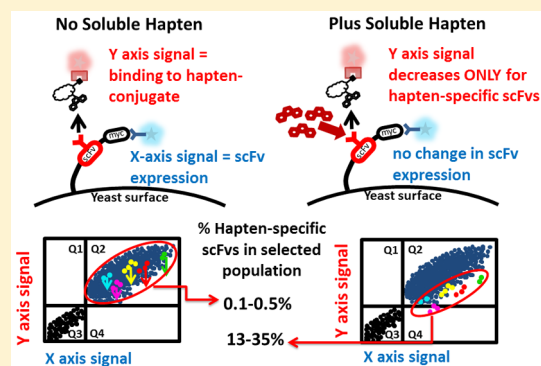 No Soluble Hapten
Y axis signal =
binding to hapten-
conjugate
myc
scFv
X-axis signal = scFv
expression
Yeast surface
Plus Soluble Hapten
Y axis signal
decreases ONLY for
hapten-specific scFvs
myc
scFv
no change in scFv
expression
Yeast surface
Y axis signal
Q1
Q2
Q3
Q4
X axis signal
% Hapten-specific
scFvs in selected
population
0.1-0.5%
13-35%
Y axis signal
Q1
Q2
Q3
Q4
X axis signal